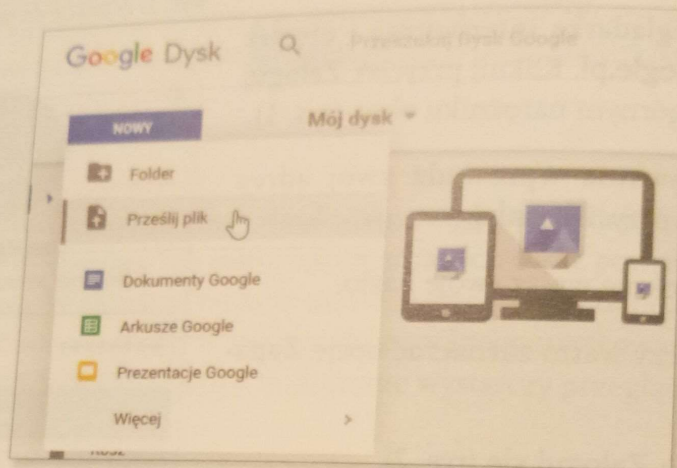 Google Dysk
Przeszukaj Dysk Google
NOWY
Mój dysk
Folder
Prześlij plik
Dokumenty Google
Arkusze Google
Prezentacje Google
Więcej